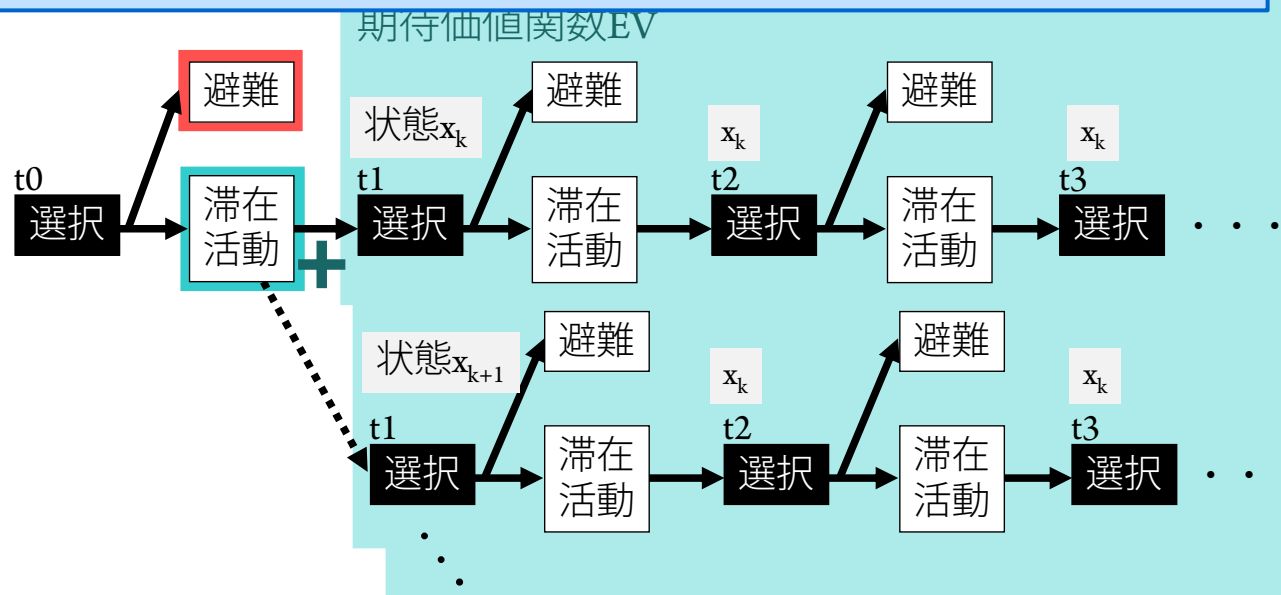 期待価値関数EV
避難
避難
避難
状態xk
xk
xk
t0
t1
t2
t3
選択
滞在
活動
選択
滞在
活動
選択
滞在
活動
選択
・・・
+
避難
避難
状態xk+1
xk
xk
t1
t2
t3
選択
滞在
活動
選択
滞在
活動
選択
・・